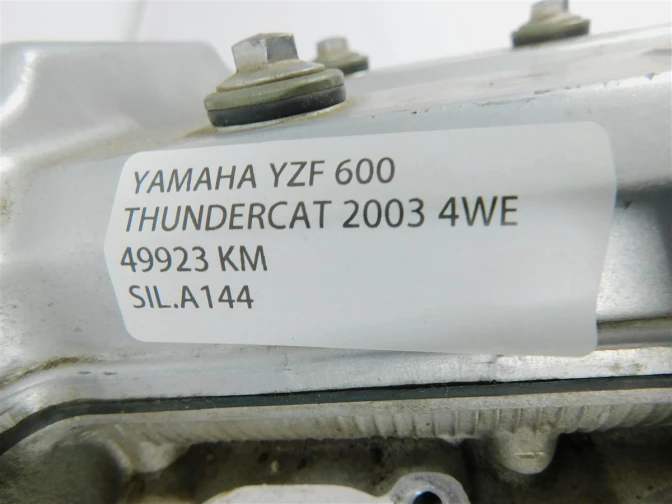 YAMAHA YZF 600
THUNDERCAT 2003 4WE
49923 KM
SIL.A144